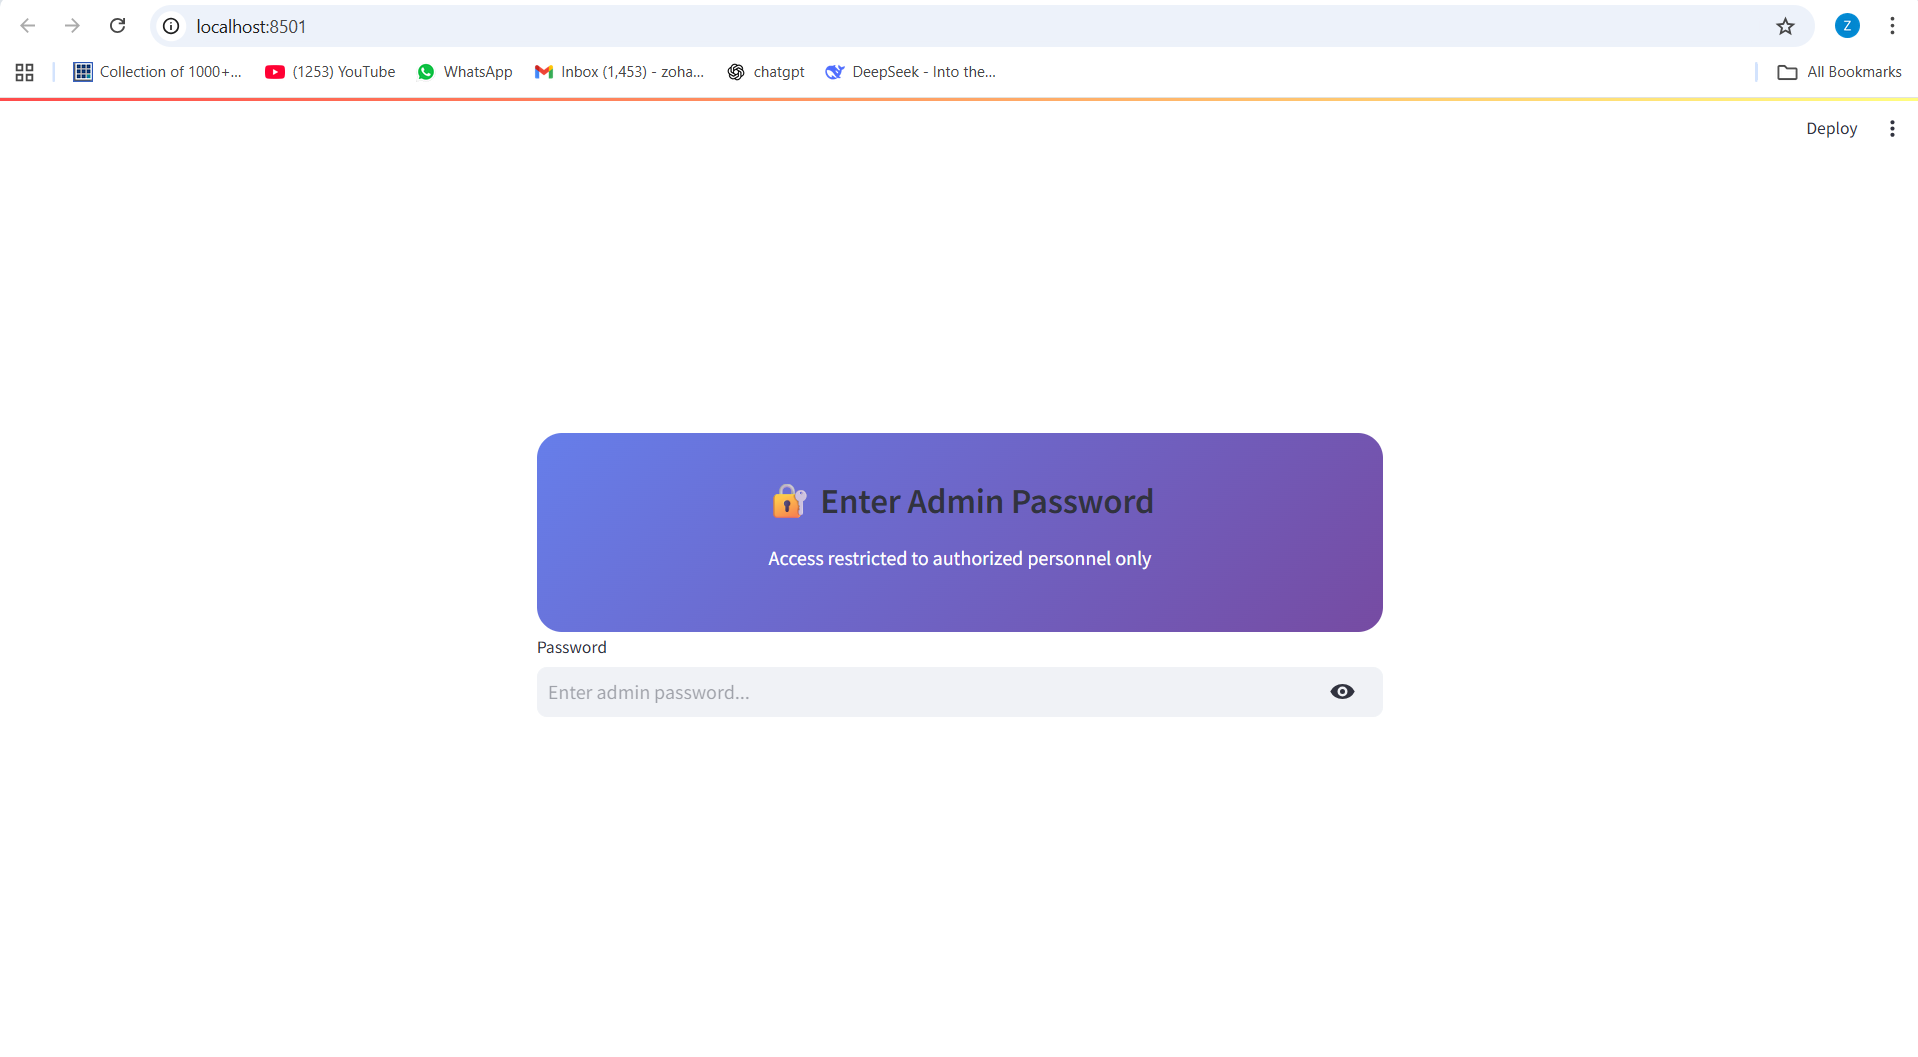 localhost:8501
Z
Collection of 1000+...
(1253) YouTube
WhatsApp
Inbox (1,453) - zoha...
chatgpt
DeepSeek - Into the...
All Bookmarks
Deploy
Enter Admin Password
Access restricted to authorized personnel only
Password
Enter admin password...